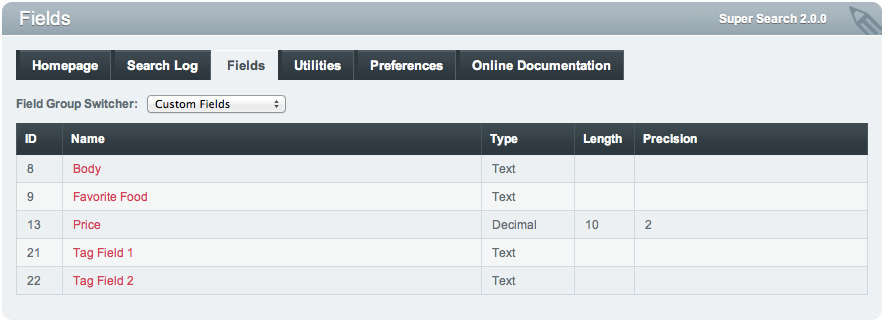 Fields Super Search 2.0.0
Homepage Search Log Fields Utilities Preferences Online Documentation
Field Group Switcher: Custom Fields
ID Name Type Length Precision
8 Body Text
9 Favorite Food Text
13 Price Decimal 10 2
21 Tag Field 1 Text
22 Tag Field 2 Text